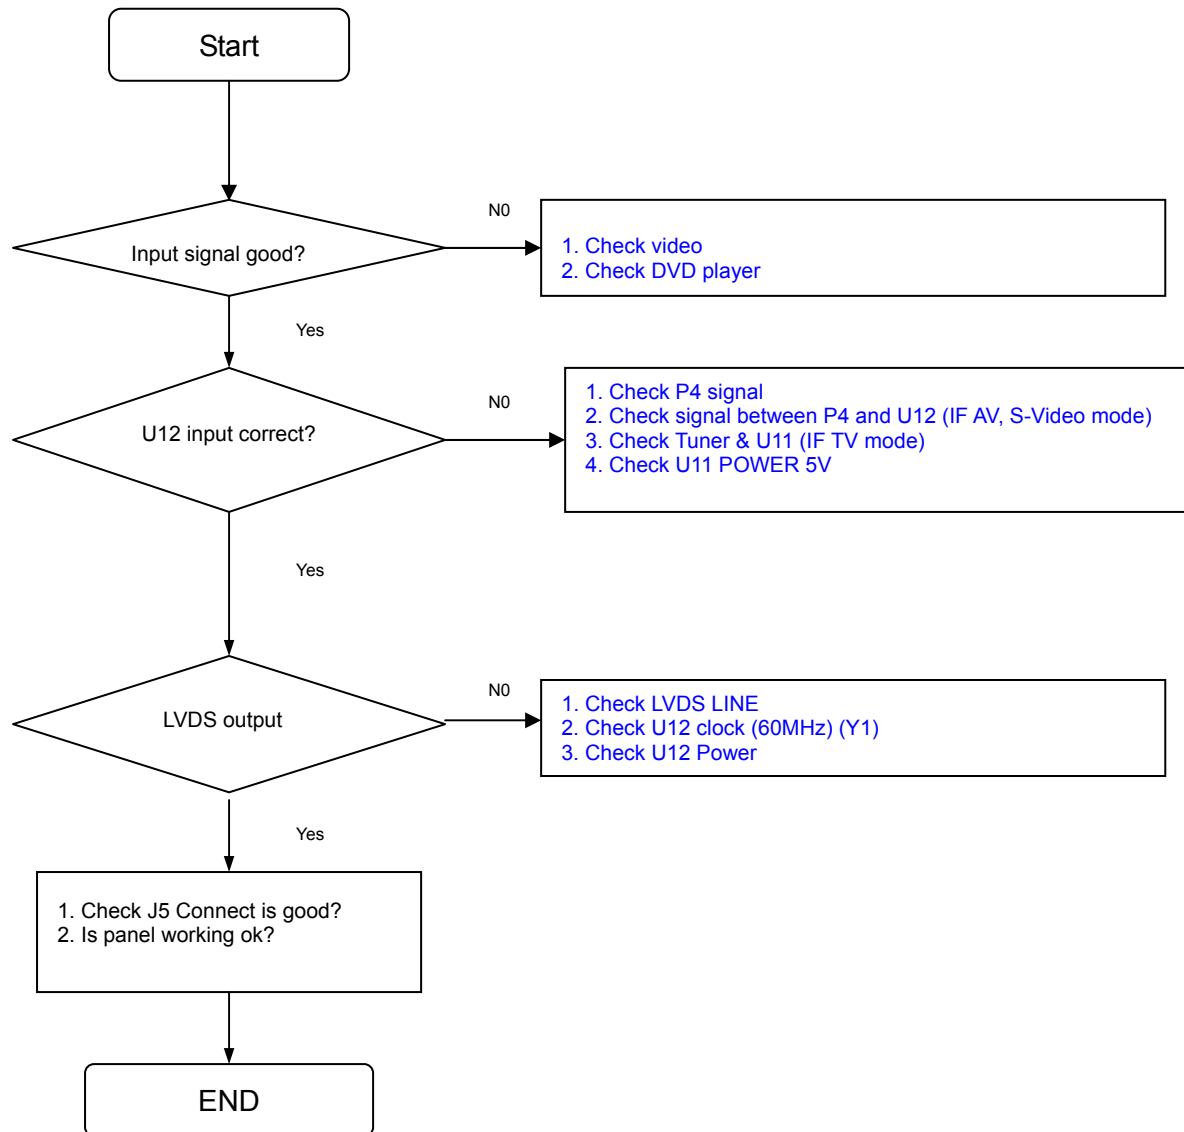 Start
Input signal good?
N0
1. Check video
2. Check DVD player
Yes
U12 input correct?
N0
1. Check P4 signal
2. Check signal between P4 and U12 (IF AV, S-Video mode)
3. Check Tuner & U11 (IF TV mode)
4. Check U11 POWER 5V
Yes
LVDS output
N0
1. Check LVDS LINE
2. Check U12 clock (60MHz) (Y1)
3. Check U12 Power
Yes
1. Check J5 Connect is good?
2. Is panel working ok?
END